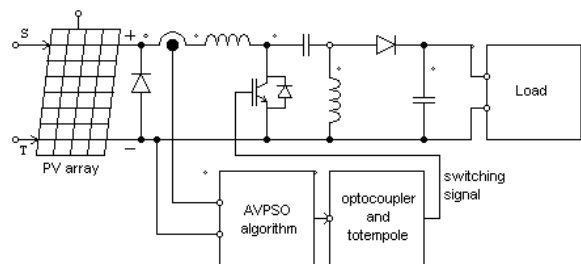 S
+
T
−
PV array
Load
switching
signal
AVPSO
algorithm
optocoupler
and
totempole